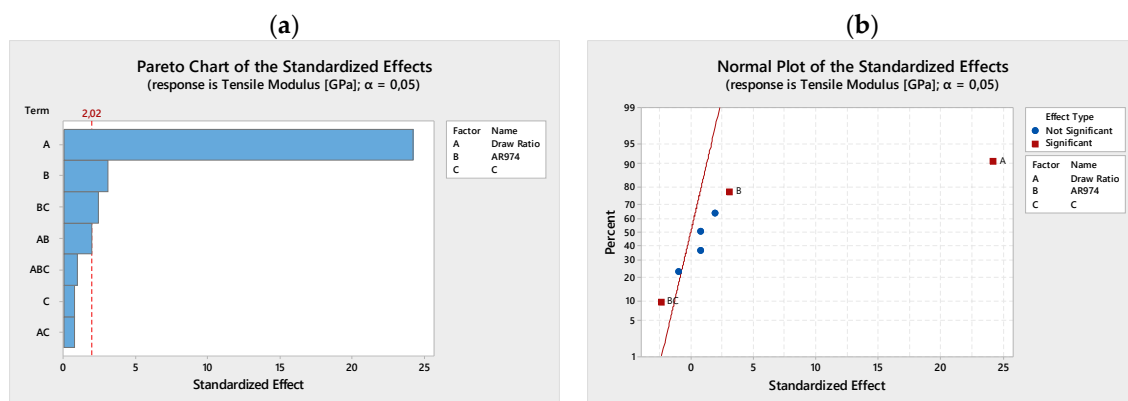 (a)
Pareto Chart of the Standardized Effects
(response is Tensile Modulus [GPa]; α = 0,05)
Term
2,02
A
B
BC
AB
ABC
C
AC
0 5 10 15 20 25
Standardized Effect
Factor Name
A Draw Ratio
B AR974
C C
(b)
Normal Plot of the Standardized Effects
(response is Tensile Modulus [GPa]; α = 0,05)
Percent
99
95
90
80
70
60
50
40
30
20
10
5
1
A
B
BC
0 5 10 15 20 25
Standardized Effect
Effect Type
Not Significant
Significant
Factor Name
A Draw Ratio
B AR974
C C